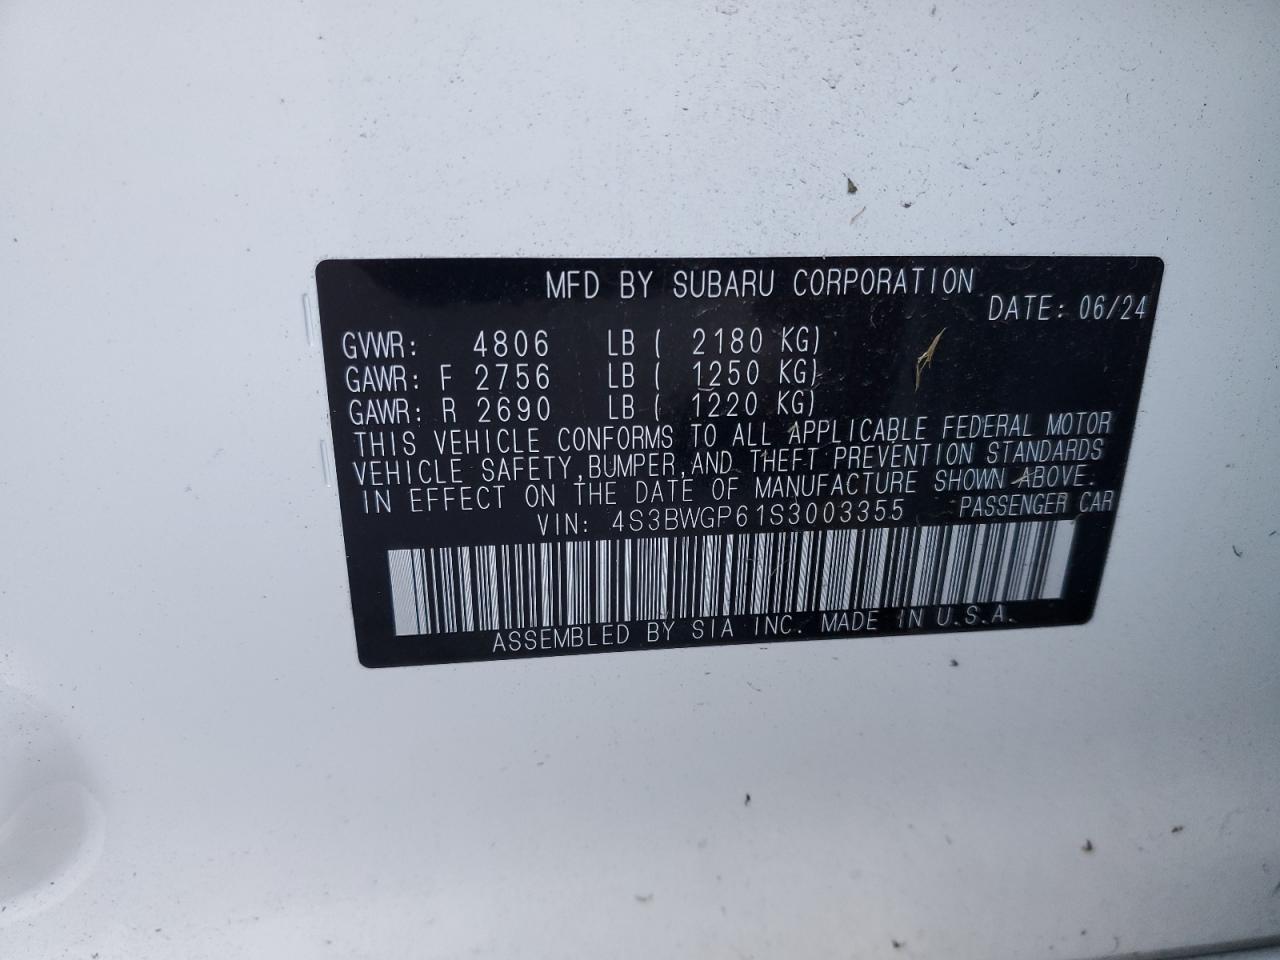 MFD BY SUBARU CORPORATION
DATE: 06/24
GVWR: 4806 LB ( 2180 KG)
GAWR: F 2756 LB ( 1250 KG)
GAWR: R 2690 LB ( 1220 KG)
THIS VEHICLE CONFORMS TO ALL APPLICABLE FEDERAL MOTOR
VEHICLE SAFETY,BUMPER,AND THEFT PREVENTION STANDARDS
IN EFFECT ON THE DATE OF MANUFACTURE SHOWN ABOVE.
VIN: 4S3BWGP61S3003355 PASSENGER CAR
ASSEMBLED BY SIA INC. MADE IN U.S.A.